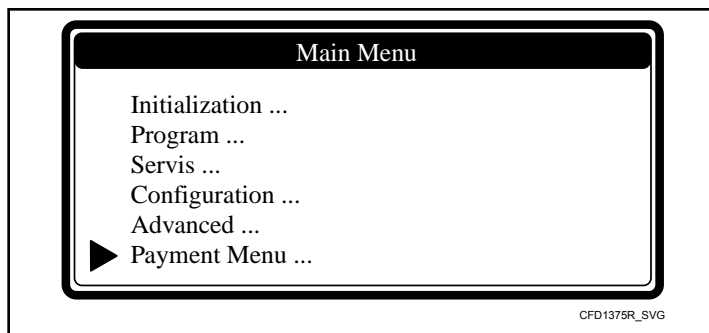 Main Menu
Initialization ...
Program ...
Servis ...
Configuration ...
Advanced ...
Payment Menu ...
CFD1375R_SVG